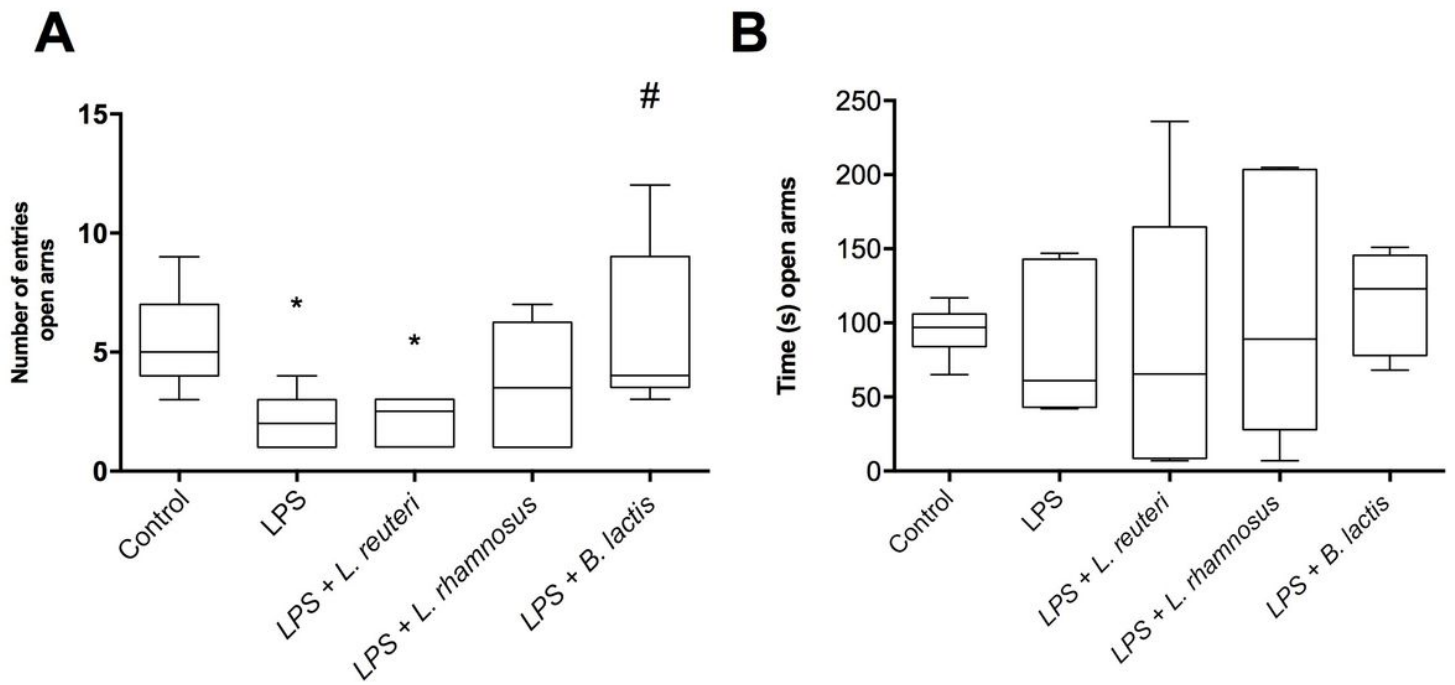 A
B
Number of entries
open arns
15
10
5
0
*
*
#
Control
LPS
LPS + L. reuteri
LPS + L. rhamnosus
LPS + B. lactis
Time (s) open arms
250
200
150
100
50
0
Control
LPS
LPS + L. reuteri
LPS + L. rhamnosus
LPS + B. lactis